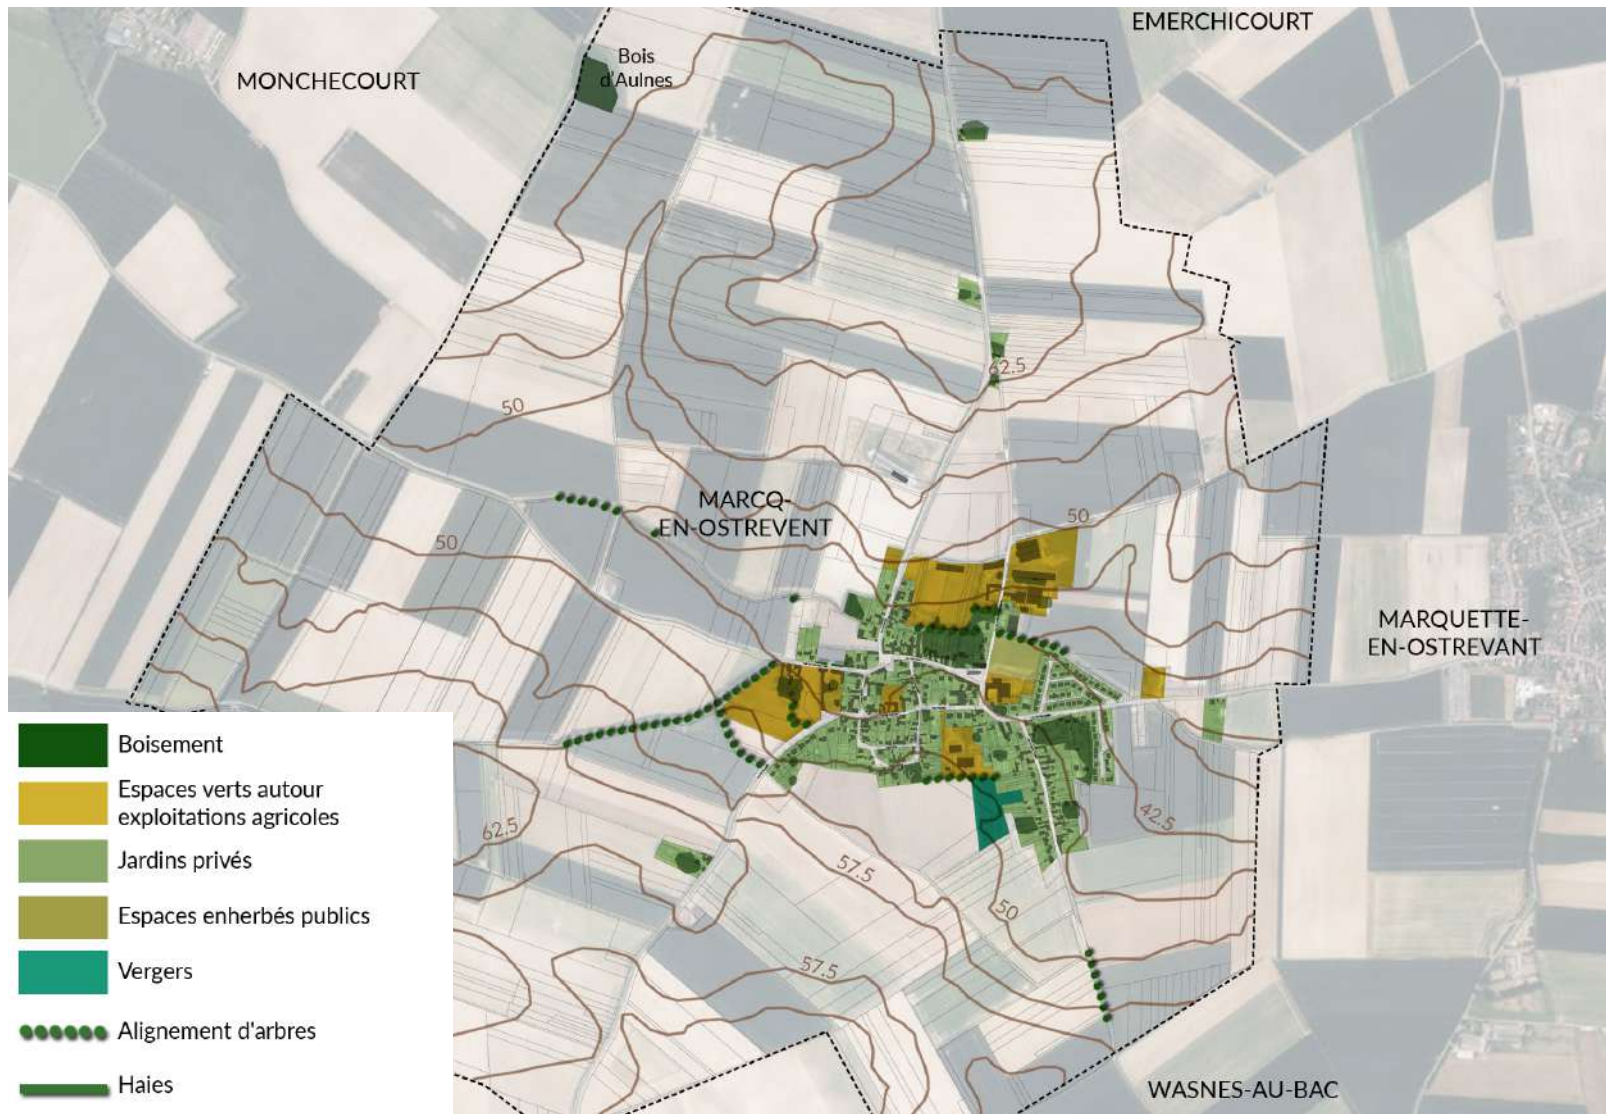 EMERCHICOURT
Bois
d'Aulnes
MONCHECOURT
62.5
50
MARCQ-
EN-OSTREVENT
50
50
MARQUETTE-
EN-OSTREVANT
Boisement
Espaces verts autour
exploitations agricoles
Jardins privés
Espaces enherbés publics
Vergers
Alignement d'arbres
Haies
42.5
62.5
57.5
50
57.5
WASNES-AU-BAC